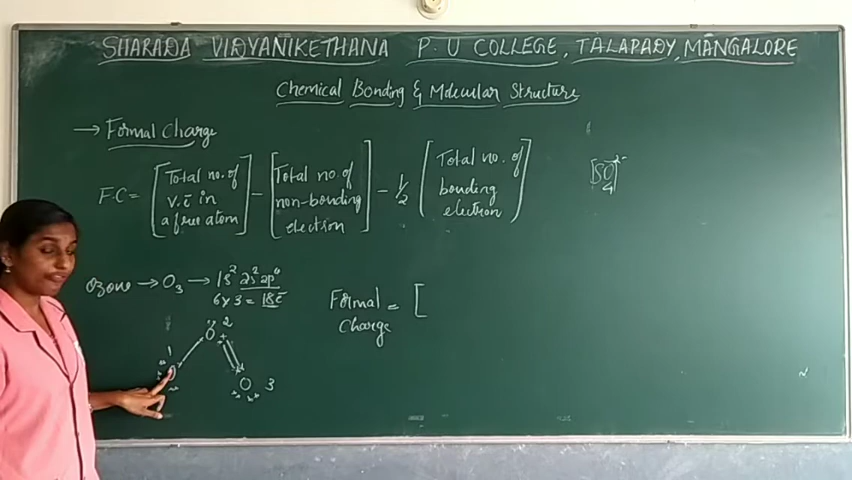 SHARADA VIDYANIKETHANA P. U COLLEGE, TALAPADY, MANGALORE
Chemical Bonding & Molecular Structure
→ Formal Charge
F.C = [Total no. of v.ē in a free atom] - [Total no. of non-bonding electron] - 1/2 [Total no. of bonding electron]
[SO₄]²⁻
Ozone → O₃ → 1s² 2s² 2p⁴
6×3 = 18ē
Formal Charge = [
O 2
1 O
O 3